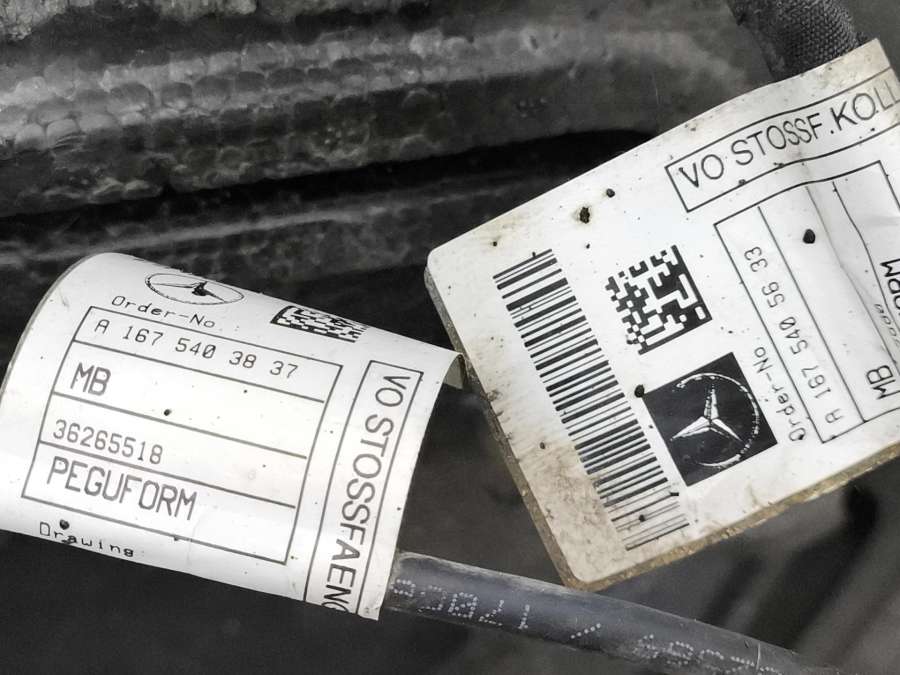 Order-No.:
A 167 540 38 37
MB
36265518
PEGUFORM
Drawing
VO STOSSFAENG
VO STOSSF.KOLL
Order-No
A 167 540 56 33
MB